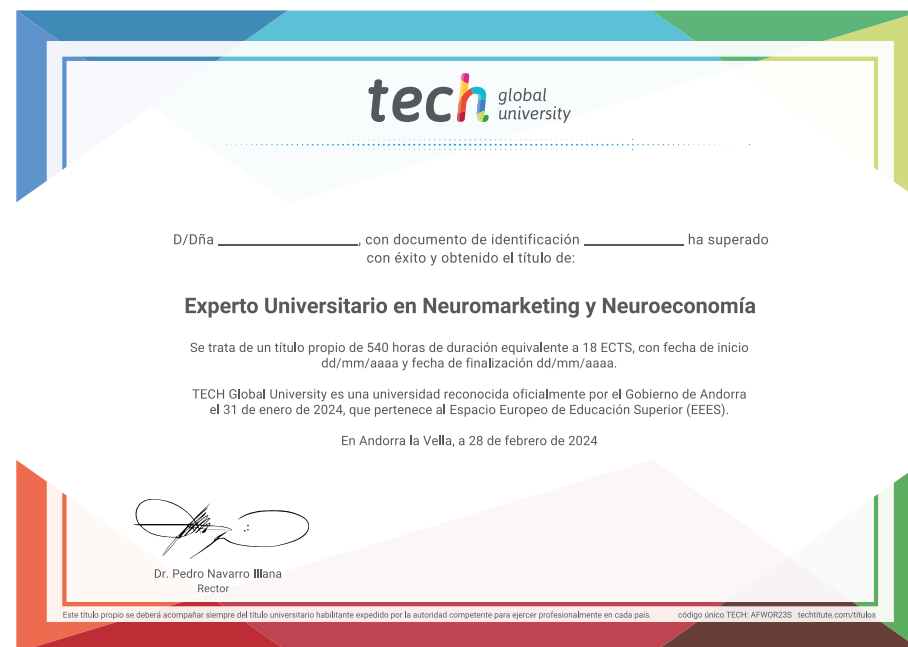 tech global university
D/Dña ____________________, con documento de identificación ______________ ha superado
con éxito y obtenido el título de:
Experto Universitario en Neuromarketing y Neuroeconomía
Se trata de un título propio de 540 horas de duración equivalente a 18 ECTS, con fecha de inicio
dd/mm/aaaa y fecha de finalización dd/mm/aaaa.
TECH Global University es una universidad reconocida oficialmente por el Gobierno de Andorra
el 31 de enero de 2024, que pertenece al Espacio Europeo de Educación Superior (EEES).
En Andorra la Vella, a 28 de febrero de 2024
Dr. Pedro Navarro Illana
Rector
Este título propio se deberá acompañar siempre del título universitario habilitante expedido por la autoridad competente para ejercer profesionalmente en cada país. código único TECH: AFWOR23S techtitute.com/titulos